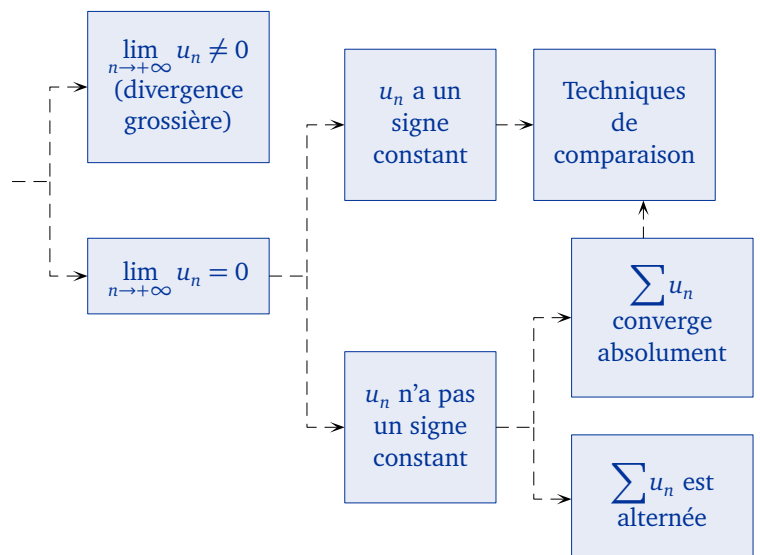 lim u_n ≠ 0
n→+∞
(divergence
grossière)
u_n a un
signe
constant
Techniques
de
comparaison
lim u_n = 0
n→+∞
∑ u_n
converge
absolument
u_n n'a pas
un signe
constant
∑ u_n est
alternée